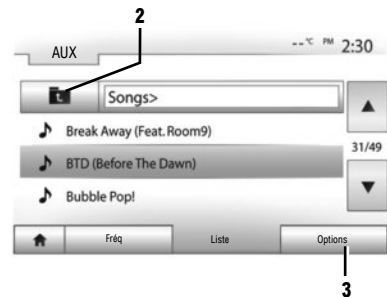 2
AUX
--°C PM 2:30
Songs>
Break Away (Feat. Room9)
31/49
BTD (Before The Dawn)
Bubble Pop!
Fréq Liste Options
3